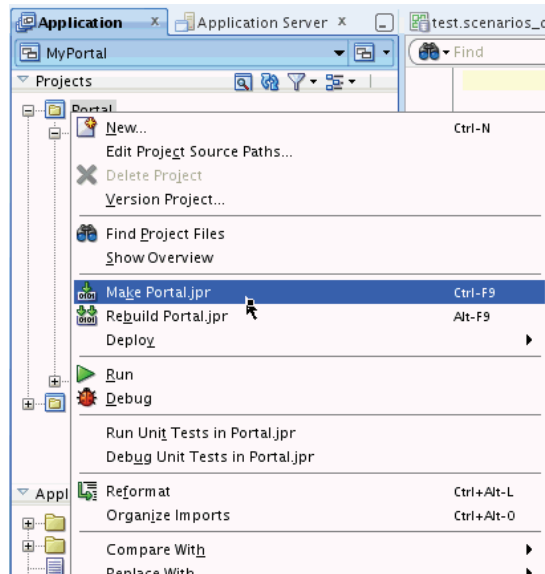 Application x Application Server x test.scenarios_
MyPortal Find
Projects
Portal
New... Ctrl-N
Edit Project Source Paths...
Delete Project
Version Project...
Find Project Files
Show Overview
Make Portal.jpr Ctrl-F9
Rebuild Portal.jpr Alt-F9
Deploy
Run
Debug
Run Unit Tests in Portal.jpr
Debug Unit Tests in Portal.jpr
Appl Reformat Ctrl+Alt-L
Organize Imports Ctrl+Alt-O
Compare With
Replace With